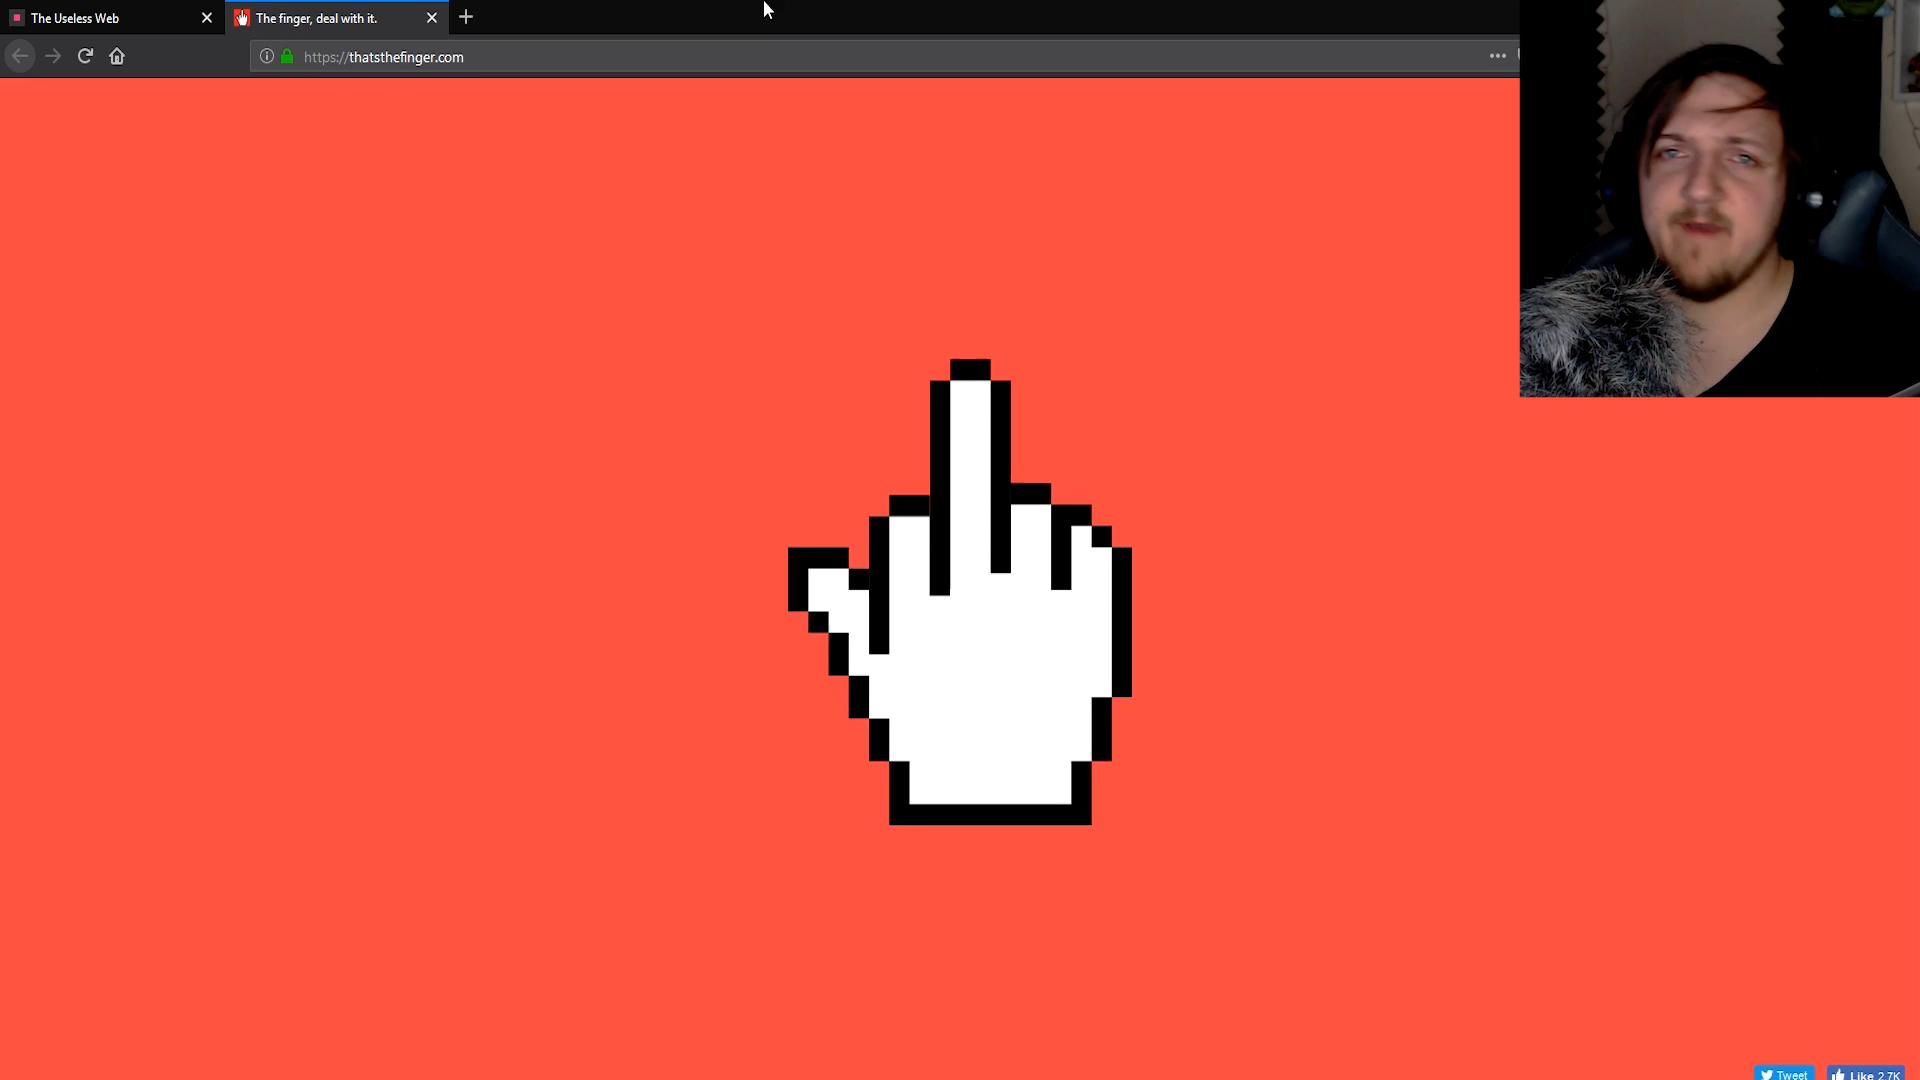 The Useless Web
The finger, deal with it.
https://thatsthefinger.com
Tweet
Like 2.7K